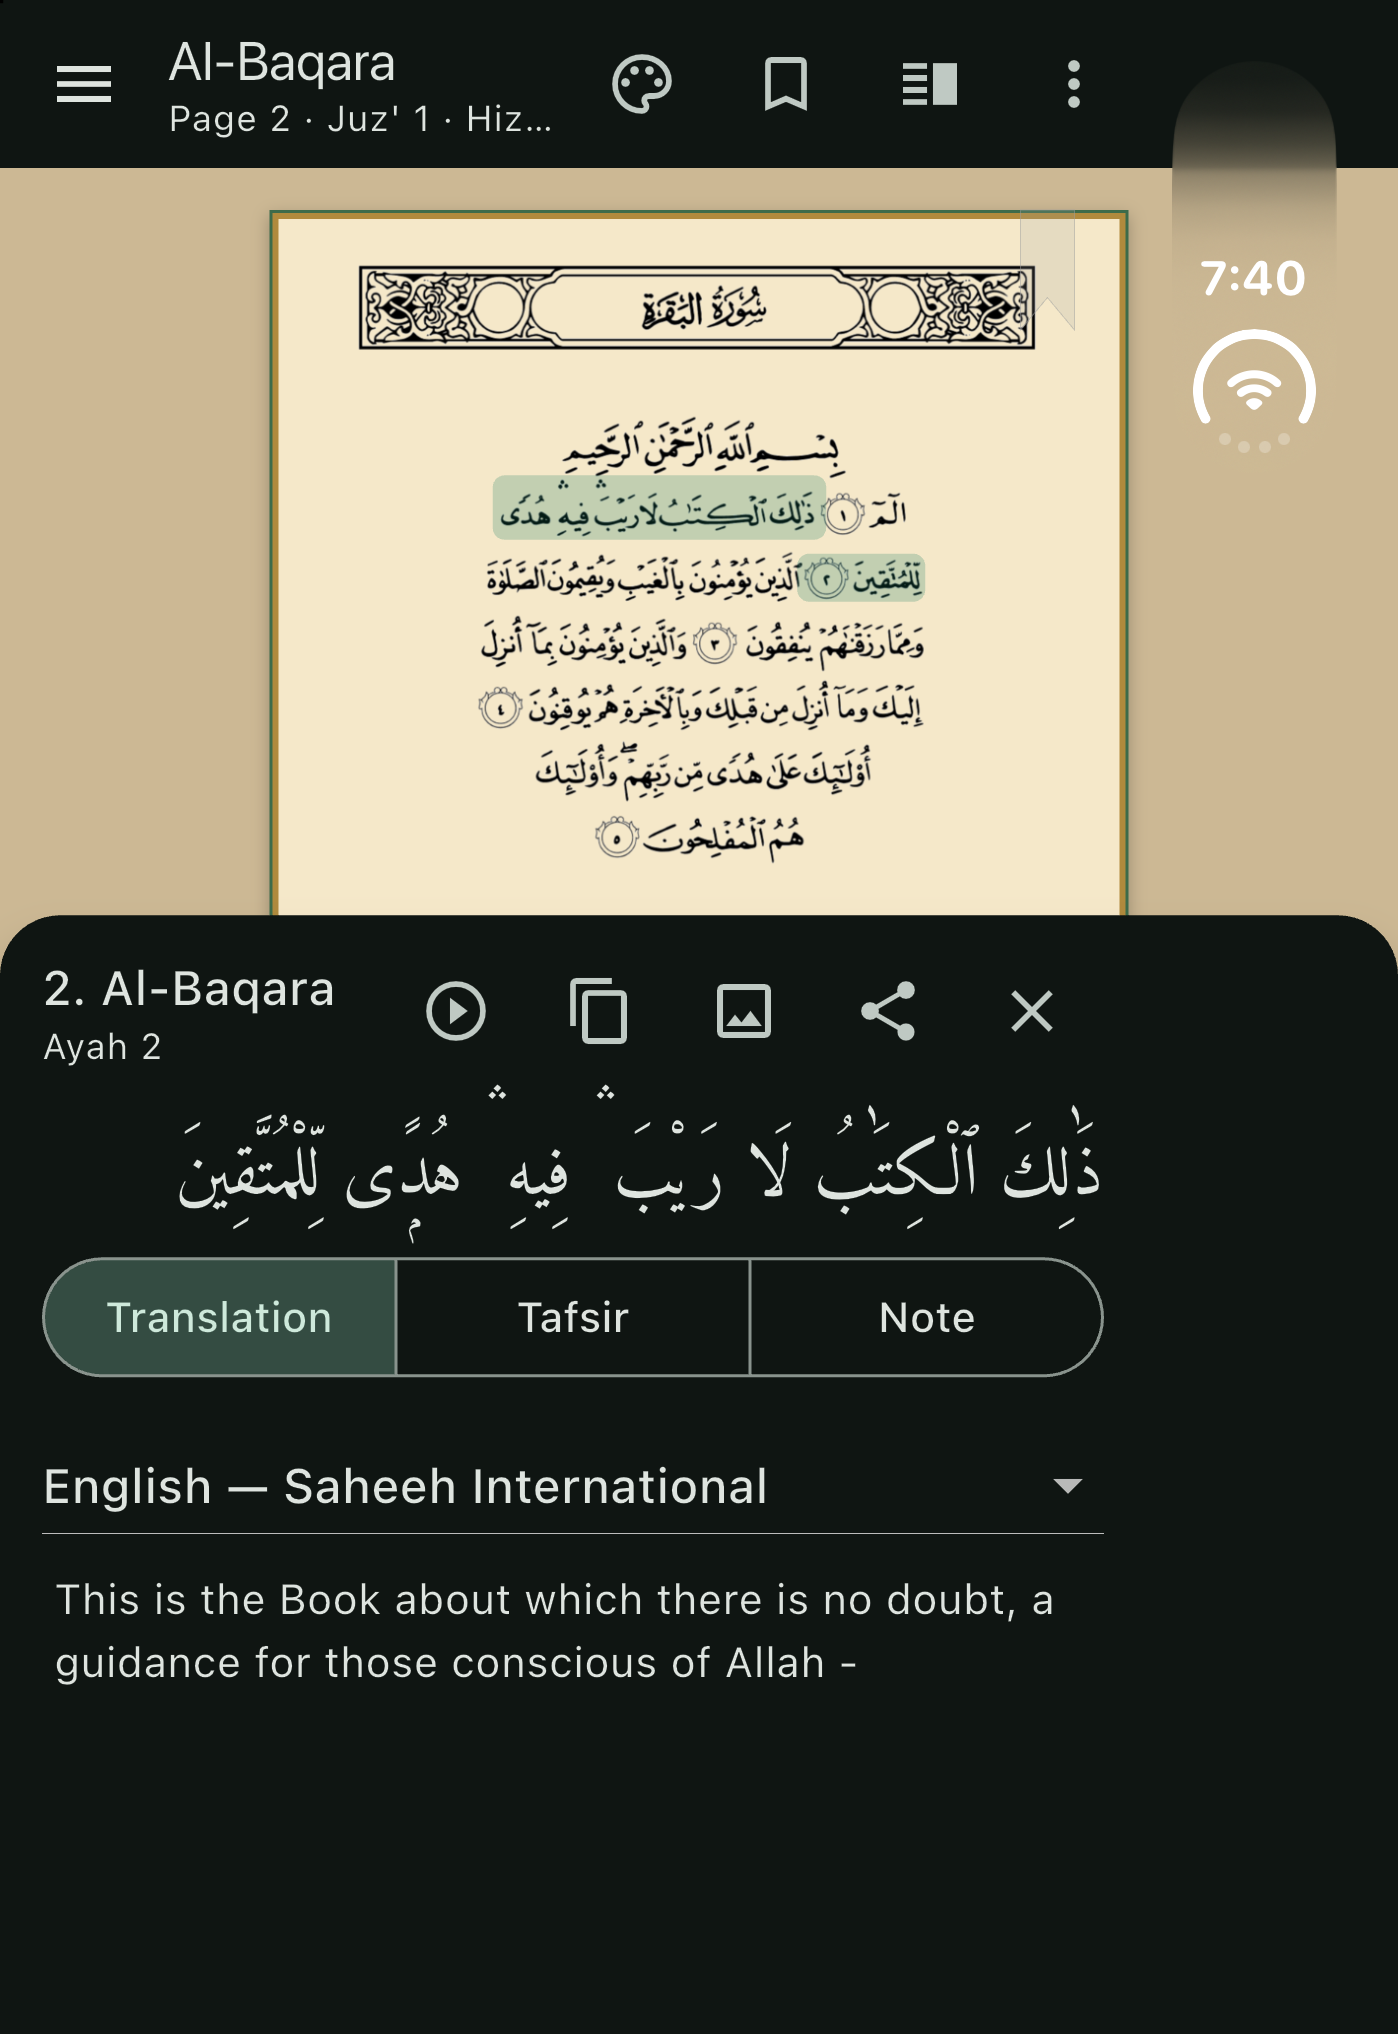 Al-Baqara
Page 2 · Juz' 1 · Hiz...
7:40
سُورَةُ البَقَرَةِ
بِسْمِ ٱللَّهِ ٱلرَّحْمَٰنِ ٱلرَّحِيمِ
الٓمٓ ١ ذَٰلِكَ ٱلْكِتَٰبُ لَا رَيْبَ ۛ فِيهِ ۛ هُدًى
لِّلْمُتَّقِينَ ٢ ٱلَّذِينَ يُؤْمِنُونَ بِٱلْغَيْبِ وَيُقِيمُونَ ٱلصَّلَوٰةَ
وَمِمَّا رَزَقْنَٰهُمْ يُنفِقُونَ ٣ وَٱلَّذِينَ يُؤْمِنُونَ بِمَآ أُنزِلَ
إِلَيْكَ وَمَآ أُنزِلَ مِن قَبْلِكَ وَبِٱلْءَاخِرَةِ هُمْ يُوقِنُونَ ٤
أُو۟لَٰٓئِكَ عَلَىٰ هُدًى مِّن رَّبِّهِمْ ۖ وَأُو۟لَٰٓئِكَ
هُمُ ٱلْمُفْلِحُونَ ٥
2. Al-Baqara
Ayah 2
ذَٰلِكَ ٱلْكِتَٰبُ لَا رَيْبَ ۛ فِيهِ ۛ هُدًۭى لِّلْمُتَّقِينَ
Translation Tafsir Note
English — Saheeh International
This is the Book about which there is no doubt, a
guidance for those conscious of Allah -